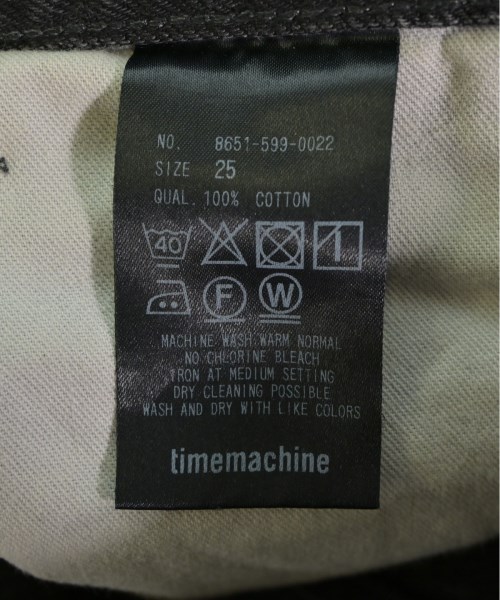 NO. 8651-599-0022
SIZE 25
QUAL. 100% COTTON
40
F W
MACHINE WASH WARM NORMAL
NO CHLORINE BLEACH
IRON AT MEDIUM SETTING
DRY CLEANING POSSIBLE
WASH AND DRY WITH LIKE COLORS
timemachine